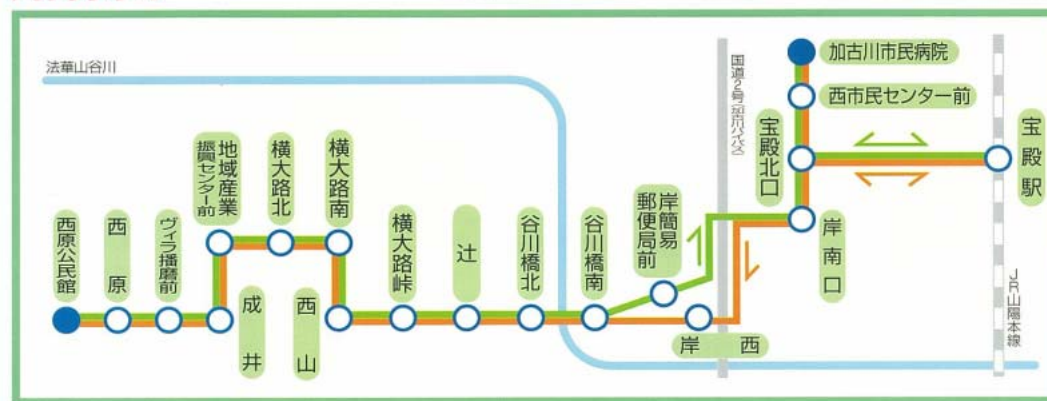 法華山谷川
国道2号(加古川バイパス)
加古川市民病院
西市民センター前
宝殿北口
宝殿駅
地域産業
振興センター前
横大路北
横大路南
岸簡易
郵便局前
岸南口
西原公民館
西原
ヴィラ播磨前
成井
西山
横大路峠
辻
谷川橋北
谷川橋南
岸西
JR山陽本線